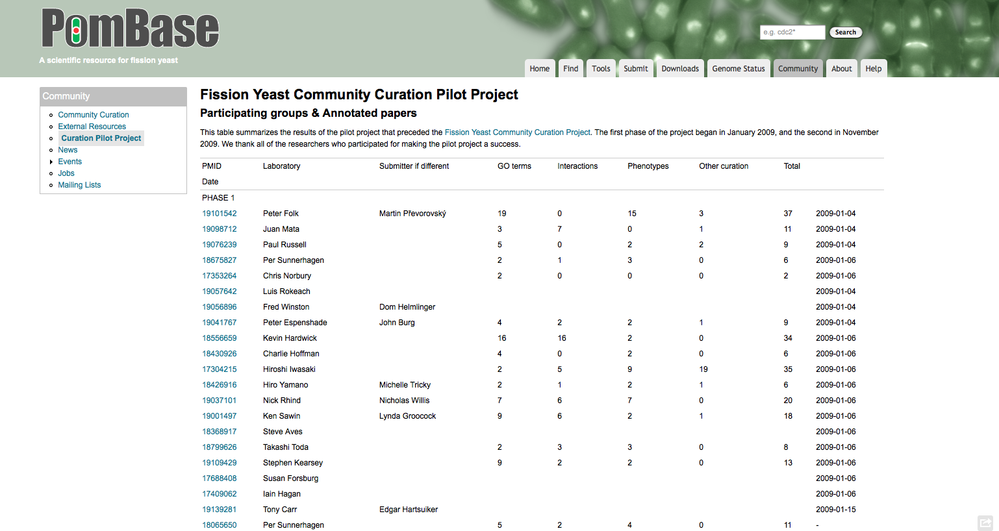 PomBase
A scientific resource for fission yeast
e.g. cdc2*
Search
Home Find Tools Submit Downloads Genome Status Community About Help
Community
Community Curation
External Resources
Curation Pilot Project
News
Events
Jobs
Mailing Lists
Fission Yeast Community Curation Pilot Project
Participating groups & Annotated papers
This table summarizes the results of the pilot project that preceded the Fission Yeast Community Curation Project. The first phase of the project began in January 2009, and the second in November
2009. We thank all of the researchers who participated for making the pilot project a success.
PMID Laboratory Submitter if different GO terms Interactions Phenotypes Other curation Total
Date
PHASE 1
19101542 Peter Folk Martin Převorovský 19 0 15 3 37 2009-01-04
19098712 Juan Mata 3 7 0 1 11 2009-01-04
19076239 Paul Russell 5 0 2 2 9 2009-01-04
18675827 Per Sunnerhagen 2 1 3 0 6 2009-01-06
17353264 Chris Norbury 2 0 0 0 2 2009-01-06
19057642 Luis Rokeach 2009-01-04
19056896 Fred Winston Dom Helmlinger 2009-01-04
19041767 Peter Espenshade John Burg 4 2 2 1 9 2009-01-04
18556659 Kevin Hardwick 16 16 2 0 34 2009-01-06
18430926 Charlie Hoffman 4 0 2 0 6 2009-01-06
17304215 Hiroshi Iwasaki 2 5 9 19 35 2009-01-06
18426916 Hiro Yamano Michelle Tricky 2 1 2 1 6 2009-01-06
19037101 Nick Rhind Nicholas Willis 7 6 7 0 20 2009-01-06
19001497 Ken Sawin Lynda Groocock 9 6 2 1 18 2009-01-06
18368917 Steve Aves 2009-01-06
18799626 Takashi Toda 2 3 3 0 8 2009-01-06
19109429 Stephen Kearsey 9 2 2 0 13 2009-01-06
17688408 Susan Forsburg 2009-01-06
17409062 Iain Hagan 2009-01-06
19139281 Tony Carr Edgar Hartsuiker 2009-01-15
18065650 Per Sunnerhagen 5 2 4 0 11 -